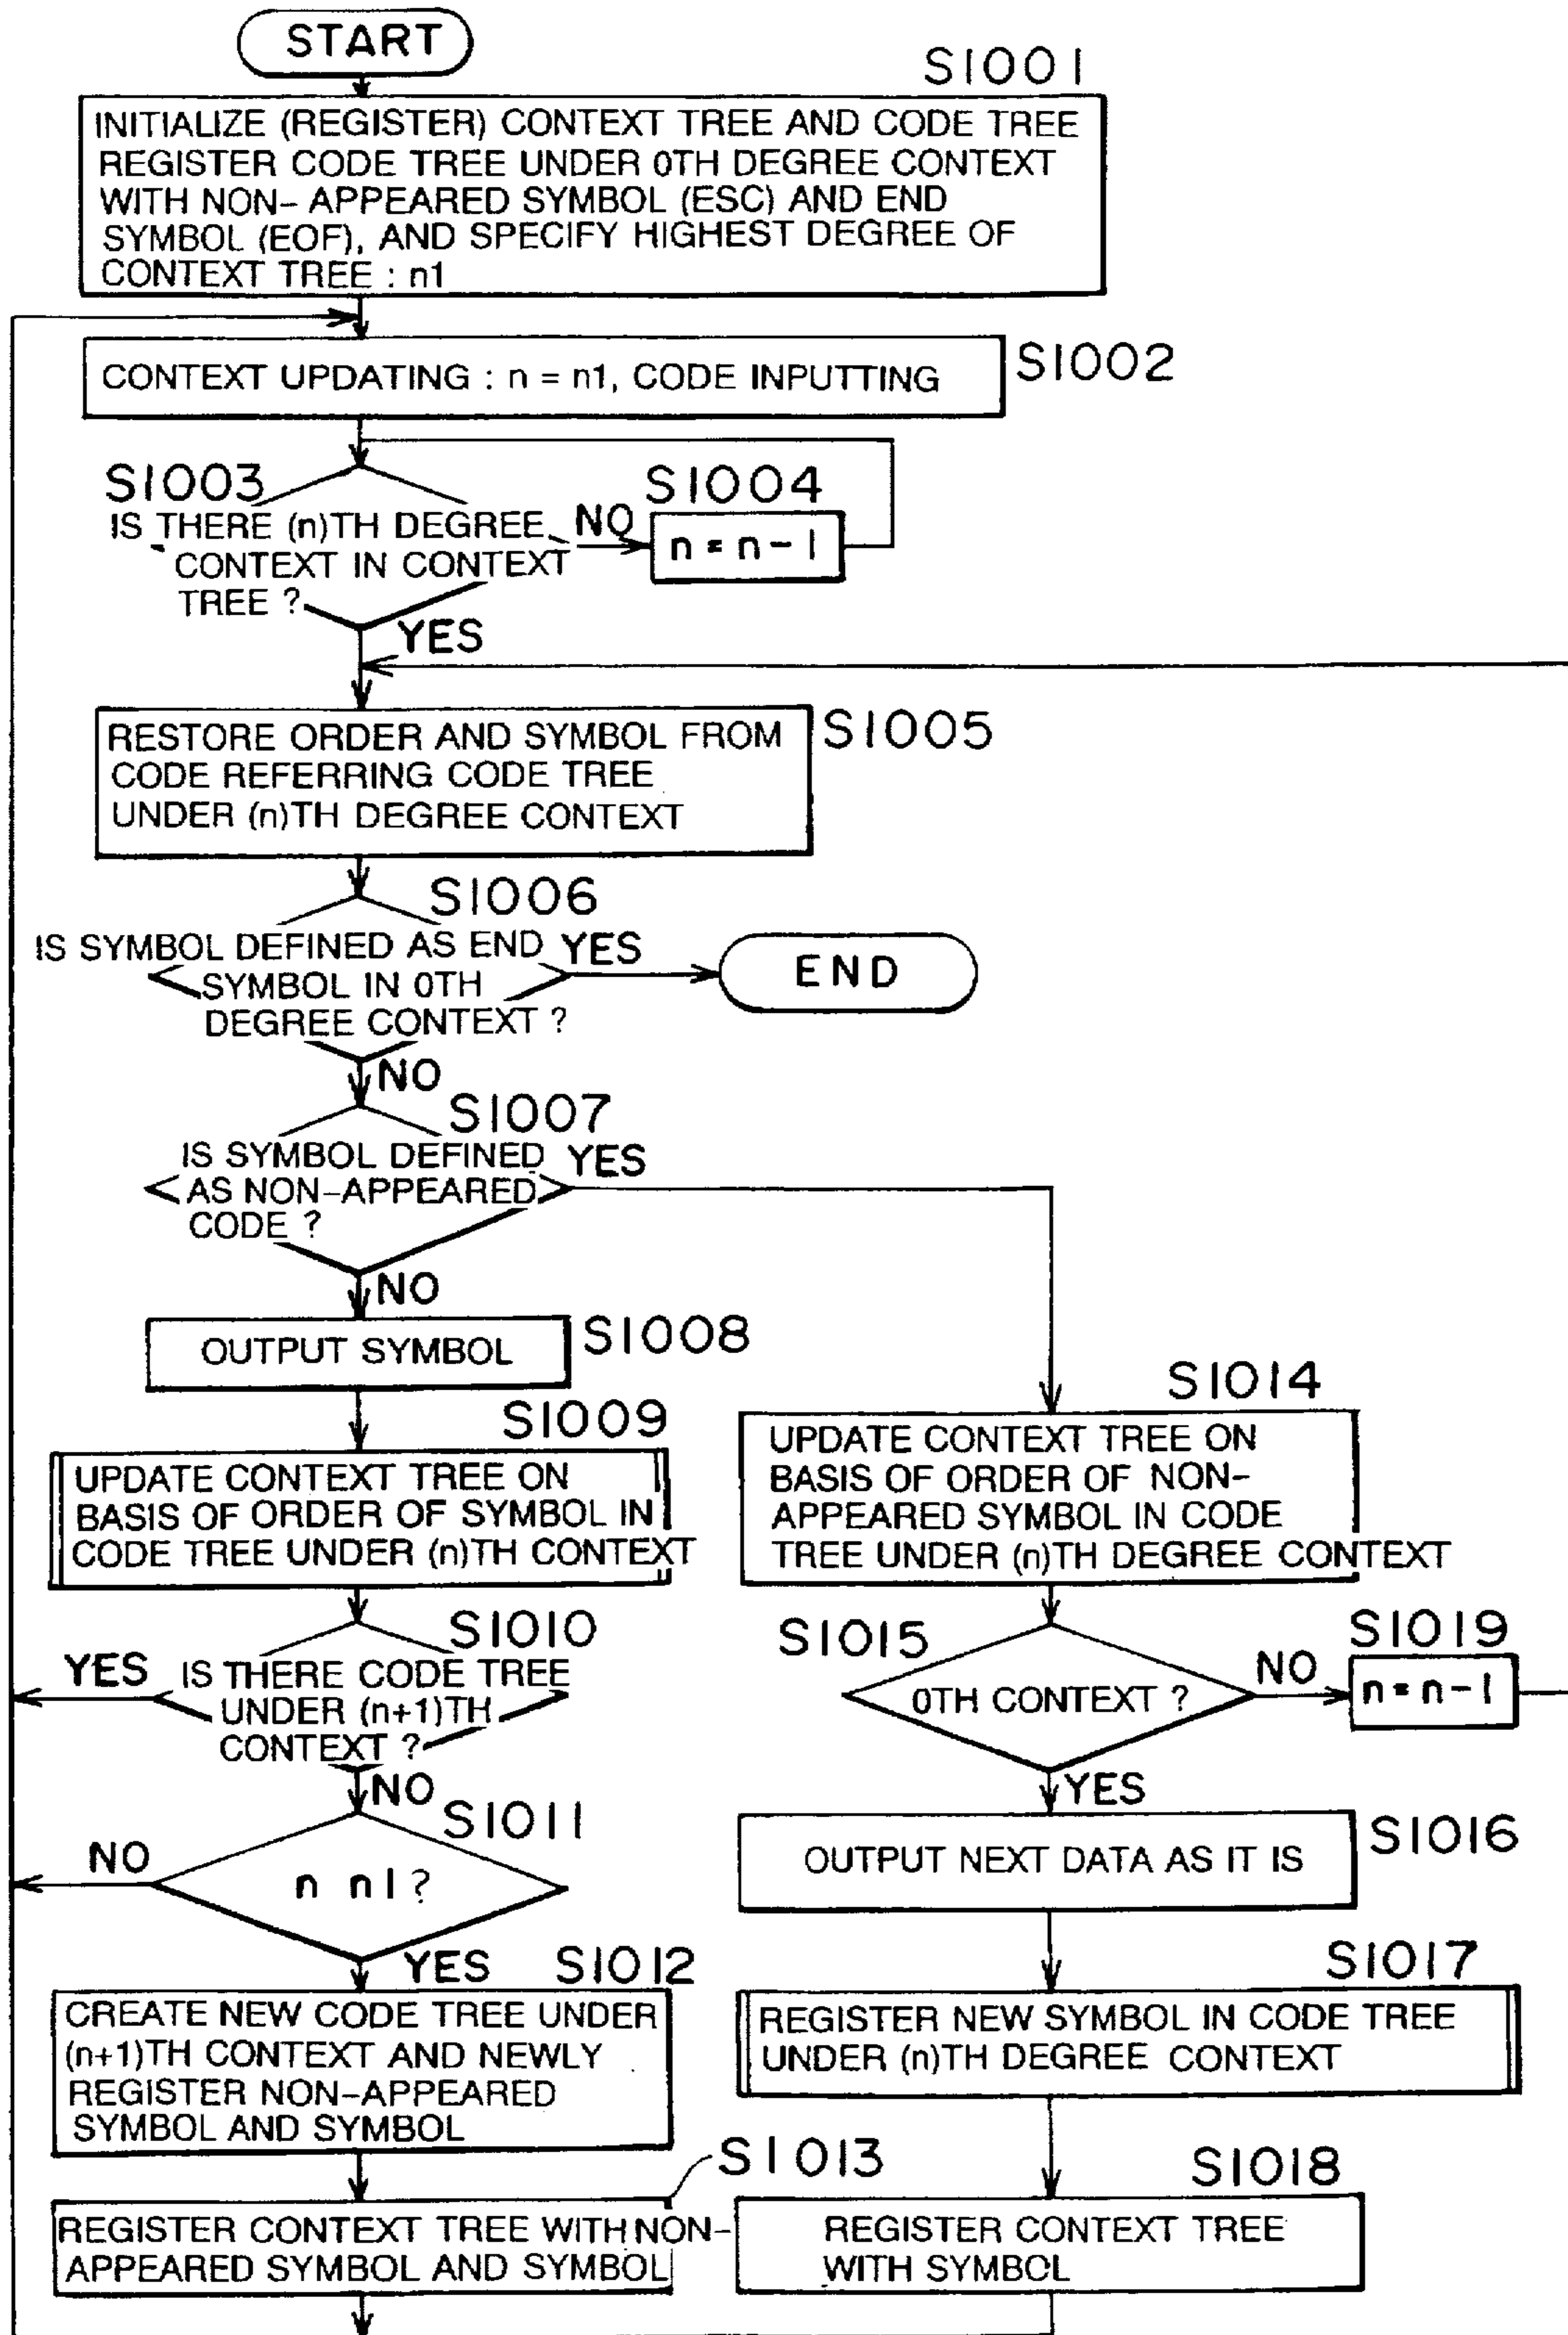 START
S1001
INITIALIZE (REGISTER) CONTEXT TREE AND CODE TREE
REGISTER CODE TREE UNDER 0TH DEGREE CONTEXT
WITH NON- APPEARED SYMBOL (ESC) AND END
SYMBOL (EOF), AND SPECIFY HIGHEST DEGREE OF
CONTEXT TREE : n1
CONTEXT UPDATING : n = n1, CODE INPUTTING
S1002
S1003
IS THERE (n)TH DEGREE
CONTEXT IN CONTEXT
TREE ?
NO
S1004
n = n - 1
YES
RESTORE ORDER AND SYMBOL FROM
CODE REFERRING CODE TREE
UNDER (n)TH DEGREE CONTEXT
S1005
S1006
IS SYMBOL DEFINED AS END
SYMBOL IN 0TH
DEGREE CONTEXT ?
YES
END
NO
S1007
IS SYMBOL DEFINED
AS NON-APPEARED
CODE ?
YES
NO
OUTPUT SYMBOL
S1008
S1009
UPDATE CONTEXT TREE ON
BASIS OF ORDER OF SYMBOL IN
CODE TREE UNDER (n)TH CONTEXT
S1010
YES
IS THERE CODE TREE
UNDER (n+1)TH
CONTEXT ?
NO
S1011
NO
n n1?
YES
S1012
CREATE NEW CODE TREE UNDER
(n+1)TH CONTEXT AND NEWLY
REGISTER NON-APPEARED
SYMBOL AND SYMBOL
S1013
REGISTER CONTEXT TREE WITH NON-
APPEARED SYMBOL AND SYMBOL
S1014
UPDATE CONTEXT TREE ON
BASIS OF ORDER OF NON-
APPEARED SYMBOL IN CODE
TREE UNDER (n)TH DEGREE CONTEXT
S1015
0TH CONTEXT ?
NO
S1019
n = n - 1
YES
OUTPUT NEXT DATA AS IT IS
S1016
S1017
REGISTER NEW SYMBOL IN CODE TREE
UNDER (n)TH DEGREE CONTEXT
S1018
REGISTER CONTEXT TREE
WITH SYMBOL